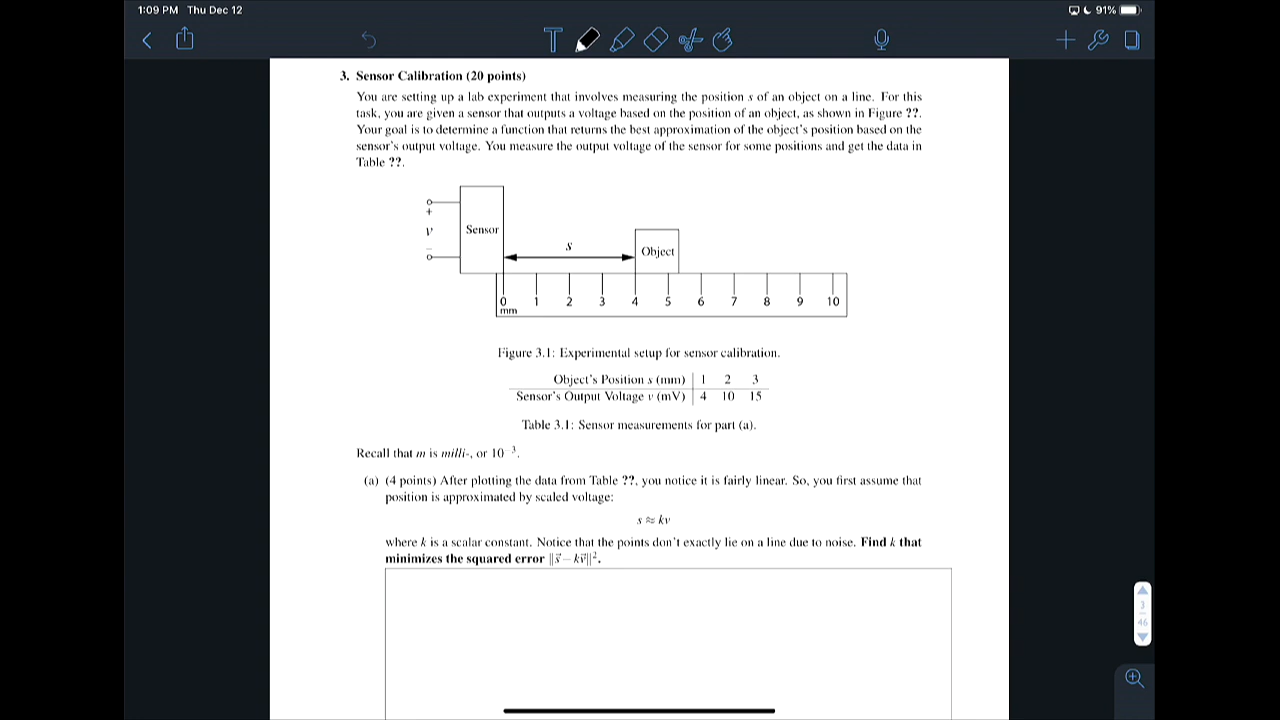 1:09 PM Thu Dec 12
91%
3. Sensor Calibration (20 points)
You are setting up a lab experiment that involves measuring the position s of an object on a line. For this
task, you are given a sensor that outputs a voltage based on the position of an object, as shown in Figure ??.
Your goal is to determine a function that returns the best approximation of the object's position based on the
sensor's output voltage. You measure the output voltage of the sensor for some positions and get the data in
Table ??.
+
v
−
Sensor
s
Object
0 1 2 3 4 5 6 7 8 9 10
mm
Figure 3.1: Experimental setup for sensor calibration.
Object's Position s (mm) 1 2 3
Sensor's Output Voltage v (mV) 4 10 15
Table 3.1: Sensor measurements for part (a).
Recall that m is milli-, or 10⁻³.
(a) (4 points) After plotting the data from Table ??, you notice it is fairly linear. So, you first assume that
position is approximated by scaled voltage:
s ≈ kv
where k is a scalar constant. Notice that the points don't exactly lie on a line due to noise. Find k that
minimizes the squared error ‖s⃗ − kv⃗‖².
3
46